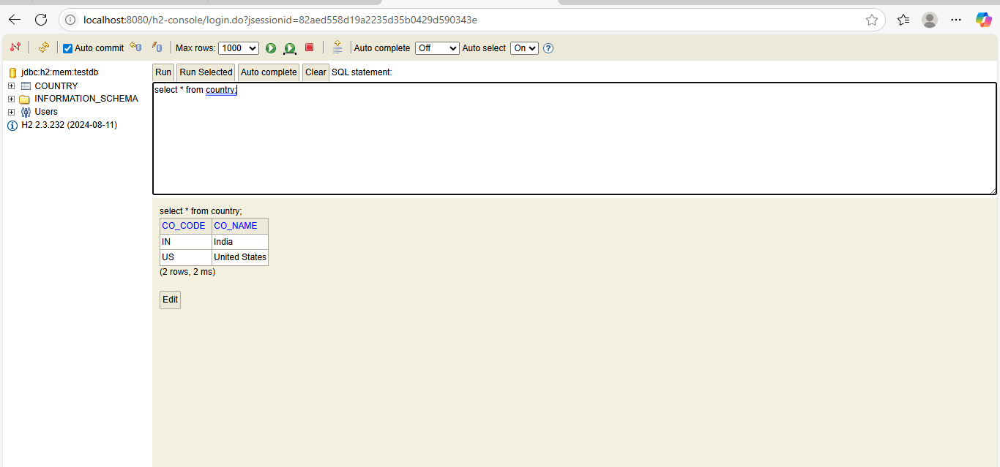 localhost:8080/h2-console/login.do?jsessionid=82aed558d19a2235d35b0429d590343e
Auto commit Max rows: 1000 Auto complete Off Auto select On
jdbc:h2:mem:testdb
COUNTRY
INFORMATION_SCHEMA
Users
H2 2.3.232 (2024-08-11)
Run Run Selected Auto complete Clear SQL statement:
select * from country;
select * from country;
CO_CODE CO_NAME
IN India
US United States
(2 rows, 2 ms)
Edit